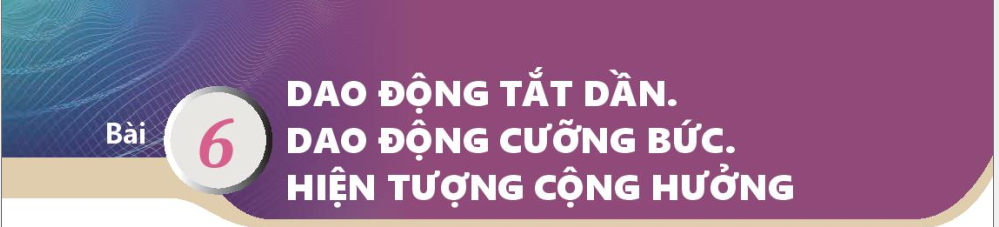 Bài
6
DAO ĐỘNG TẮT DẦN.
DAO ĐỘNG CƯỠNG BỨC.
HIỆN TƯỢNG CỘNG HƯỞNG